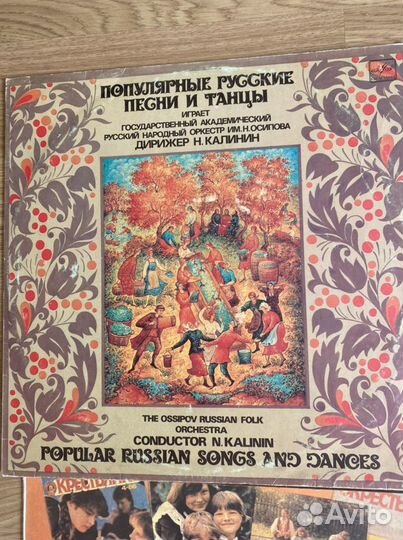 ПОПУЛЯРНЫЕ РУССКИЕ
ПЕСНИ И ТАНЦЫ
ИГРАЕТ
ГОСУДАРСТВЕННЫЙ АКАДЕМИЧЕСКИЙ
РУССКИЙ НАРОДНЫЙ ОРКЕСТР ИМ.Н.ОСИПОВА
ДИРИЖЕР Н.КАЛИНИН
THE OSSIPOV RUSSIAN FOLK
ORCHESTRA
CONDUCTOR N.KALININ
POPULAR RUSSIAN SONGS AND DANCES
Avito